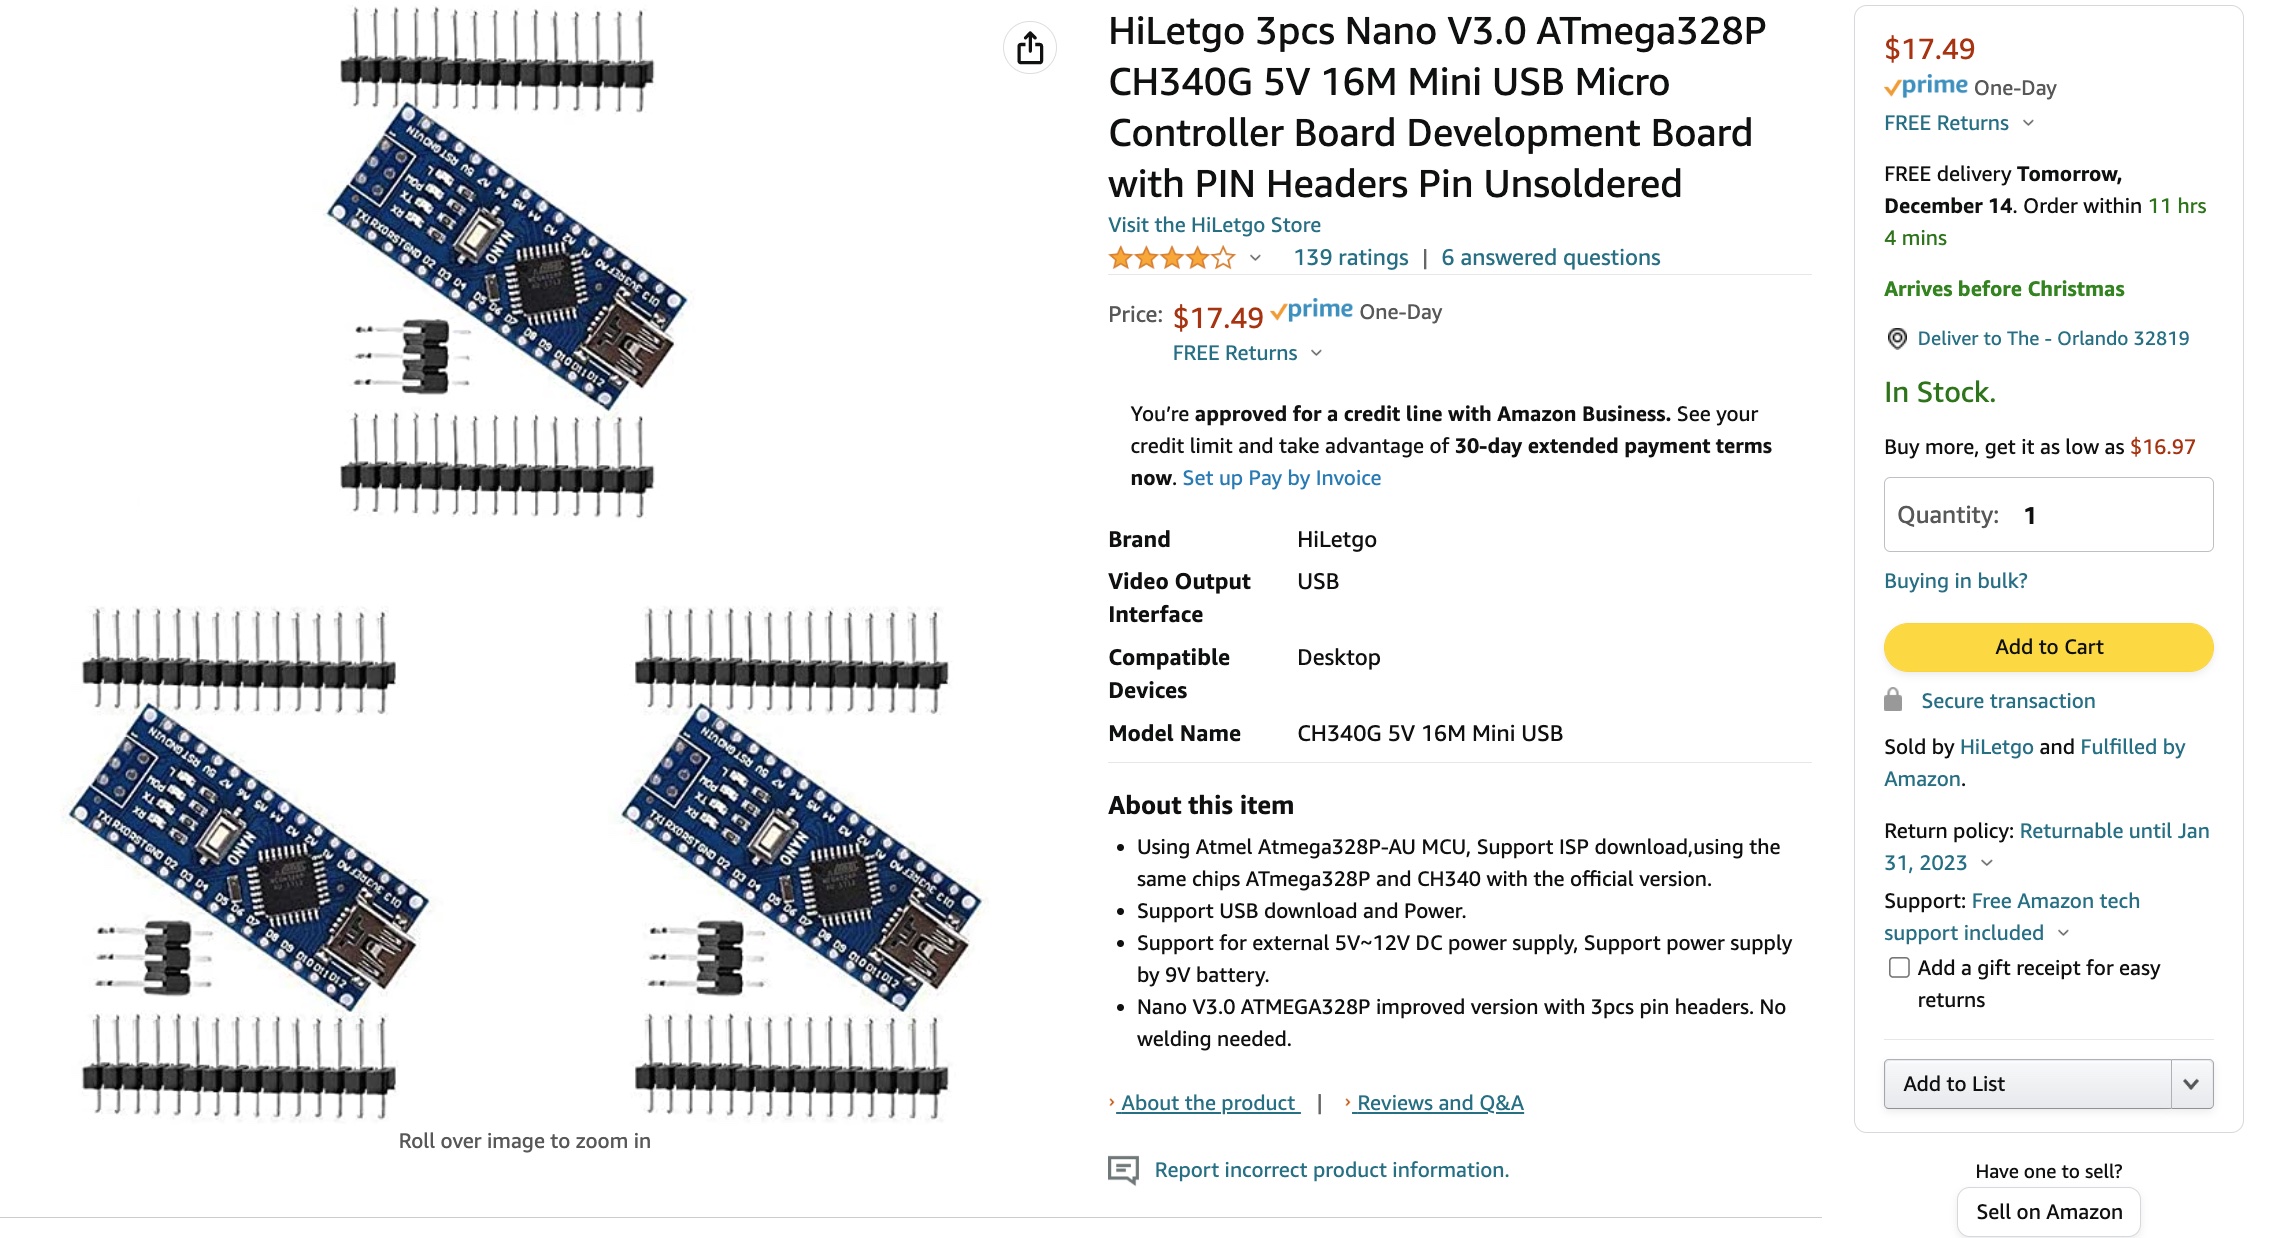 HiLetgo 3pcs Nano V3.0 ATmega328P
CH340G 5V 16M Mini USB Micro
Controller Board Development Board
with PIN Headers Pin Unsoldered
Visit the HiLetgo Store
139 ratings | 6 answered questions
Price: $17.49 prime One-Day
FREE Returns
You’re approved for a credit line with Amazon Business. See your
credit limit and take advantage of 30-day extended payment terms
now. Set up Pay by Invoice
Brand HiLetgo
Video Output USB
Interface
Compatible Desktop
Devices
Model Name CH340G 5V 16M Mini USB
About this item
• Using Atmel Atmega328P-AU MCU, Support ISP download,using the
same chips ATmega328P and CH340 with the official version.
• Support USB download and Power.
• Support for external 5V~12V DC power supply, Support power supply
by 9V battery.
• Nano V3.0 ATMEGA328P improved version with 3pcs pin headers. No
welding needed.
› About the product | › Reviews and Q&A
Report incorrect product information.
Roll over image to zoom in
$17.49
prime One-Day
FREE Returns
FREE delivery Tomorrow,
December 14. Order within 11 hrs
4 mins
Arrives before Christmas
Deliver to The - Orlando 32819
In Stock.
Buy more, get it as low as $16.97
Quantity: 1
Buying in bulk?
Add to Cart
Secure transaction
Sold by HiLetgo and Fulfilled by
Amazon.
Return policy: Returnable until Jan
31, 2023
Support: Free Amazon tech
support included
Add a gift receipt for easy
returns
Add to List
Have one to sell?
Sell on Amazon
NANO
NANO
NANO